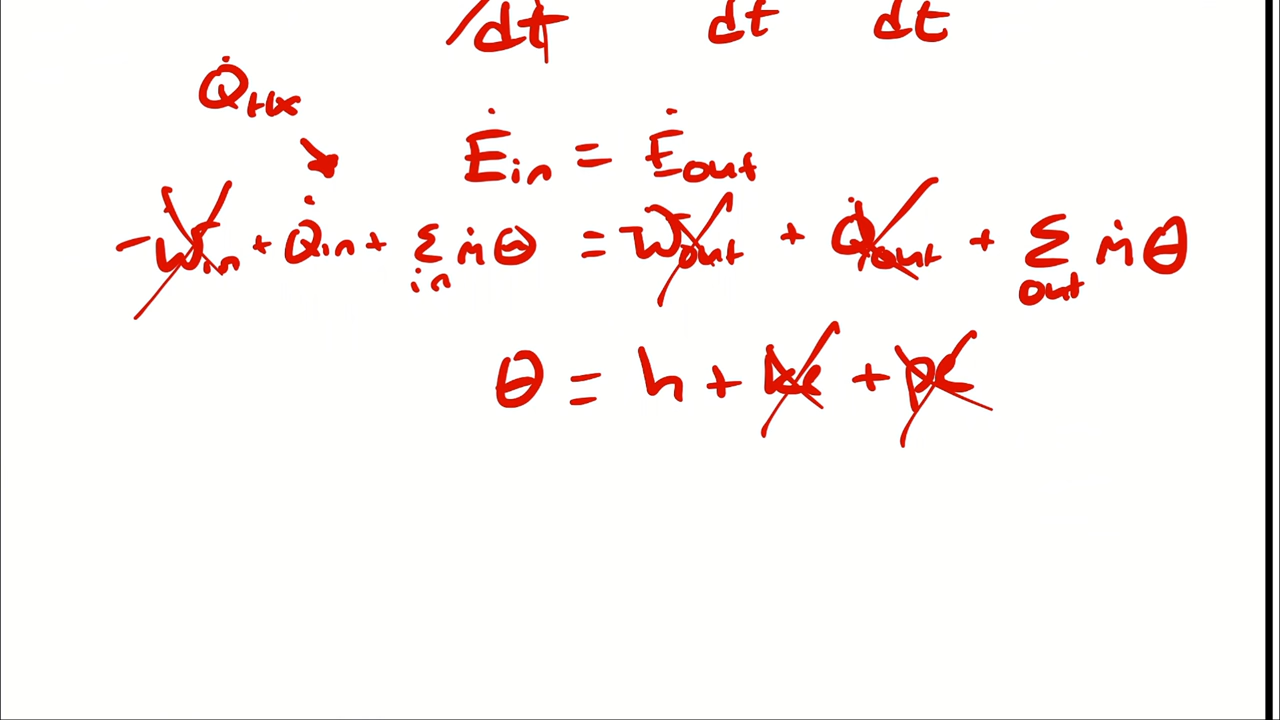 dt dt dt
Q̇HX
Ėin = Ėout
-Ẇin + Q̇in + Σin ṁθ = Ẇout + Q̇out + Σout ṁθ
θ = h + ke + pe